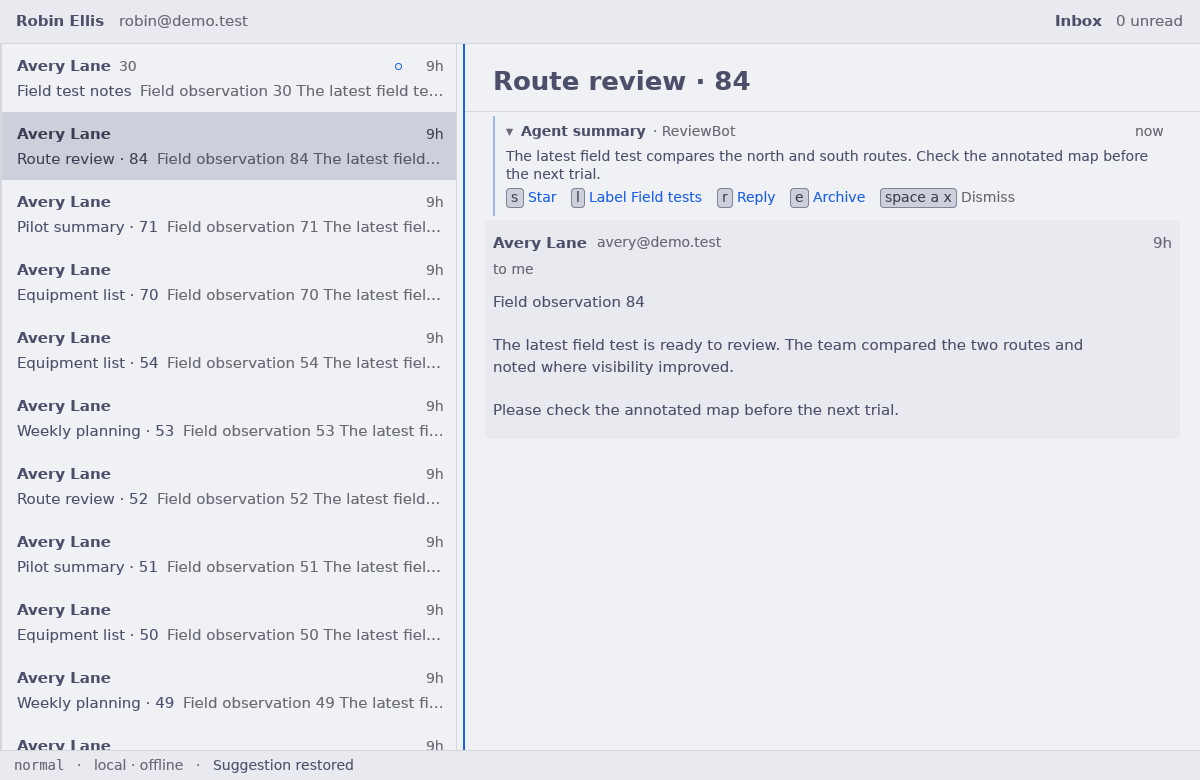 Robin Ellis robin@demo.test Inbox 0 unread
Avery Lane 30 9h
Field test notes Field observation 30 The latest field te…
Avery Lane 9h
Route review · 84 Field observation 84 The latest field…
Avery Lane 9h
Pilot summary · 71 Field observation 71 The latest fiel…
Avery Lane 9h
Equipment list · 70 Field observation 70 The latest fiel…
Avery Lane 9h
Equipment list · 54 Field observation 54 The latest fiel…
Avery Lane 9h
Weekly planning · 53 Field observation 53 The latest fi…
Avery Lane 9h
Route review · 52 Field observation 52 The latest field…
Avery Lane 9h
Pilot summary · 51 Field observation 51 The latest fiel…
Avery Lane 9h
Equipment list · 50 Field observation 50 The latest fiel…
Avery Lane 9h
Weekly planning · 49 Field observation 49 The latest fi…
Avery Lane 9h
Route review · 84
▾ Agent summary · ReviewBot now
The latest field test compares the north and south routes. Check the annotated map before
the next trial.
s Star l Label Field tests r Reply e Archive space a x Dismiss
Avery Lane avery@demo.test 9h
to me
Field observation 84
The latest field test is ready to review. The team compared the two routes and
noted where visibility improved.
Please check the annotated map before the next trial.
normal · local · offline · Suggestion restored